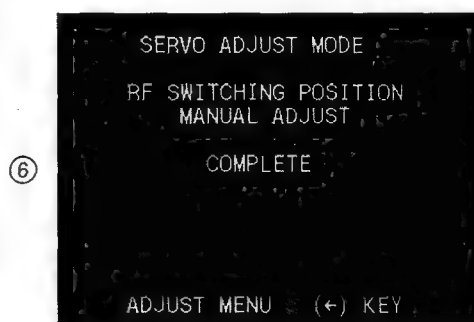 SERVO ADJUST MODE
RF SWITCHING POSITION
MANUAL ADJUST
⑥
COMPLETE
ADJUST MENU (←) KEY